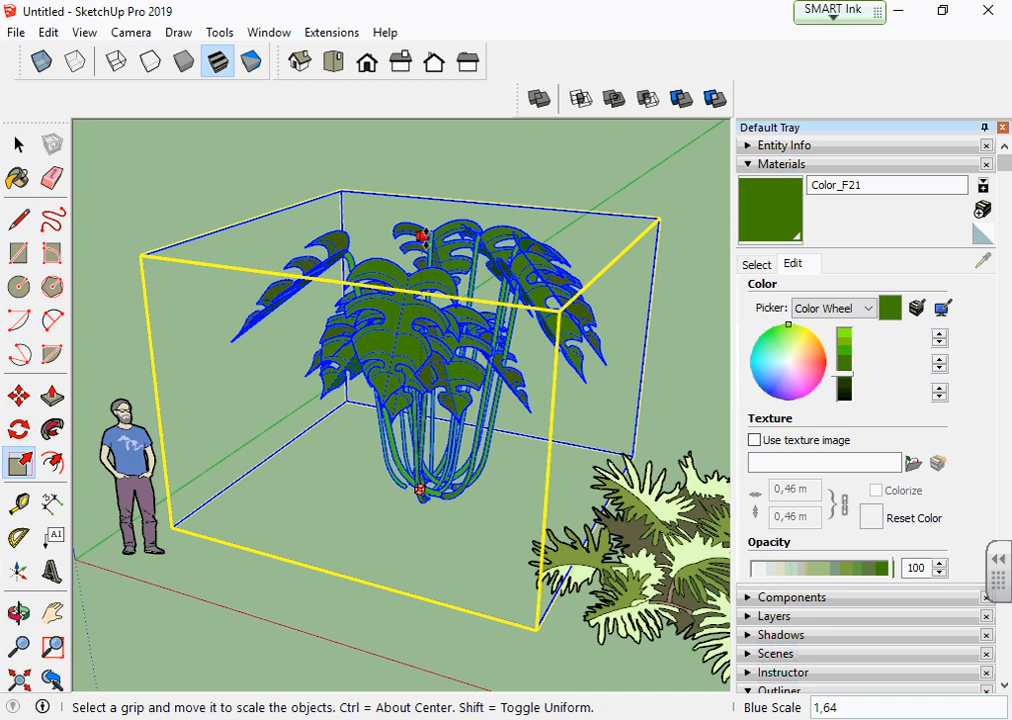 Untitled - SketchUp Pro 2019
SMART Ink
File Edit View Camera Draw Tools Window Extensions Help
Default Tray
Entity Info
Materials
Color_F21
Select Edit
Color
Picker: Color Wheel
Texture
Use texture image
0,46 m
Colorize
0,46 m
Reset Color
Opacity
100
Components
Layers
Shadows
Scenes
Instructor
Outliner
A1
Select a grip and move it to scale the objects. Ctrl = About Center. Shift = Toggle Uniform.
Blue Scale 1,64